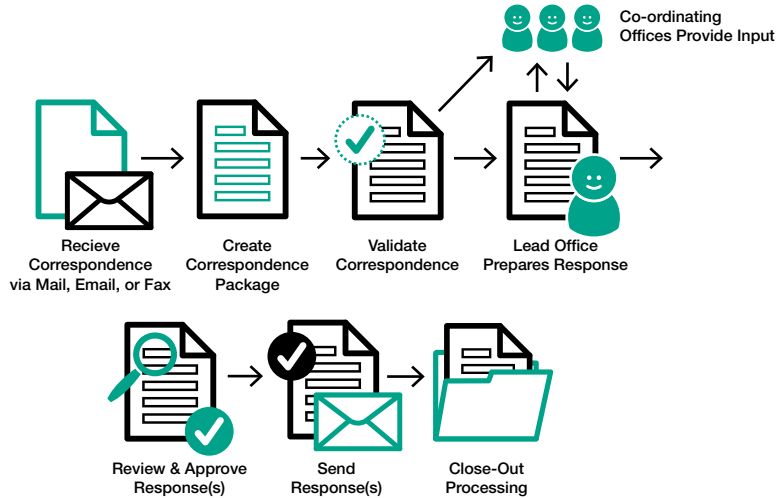 Co-ordinating
Offices Provide Input
Recieve
Correspondence
via Mail, Email, or Fax
Create
Correspondence
Package
Validate
Correspondence
Lead Office
Prepares Response
Review & Approve
Response(s)
Send
Response(s)
Close-Out
Processing